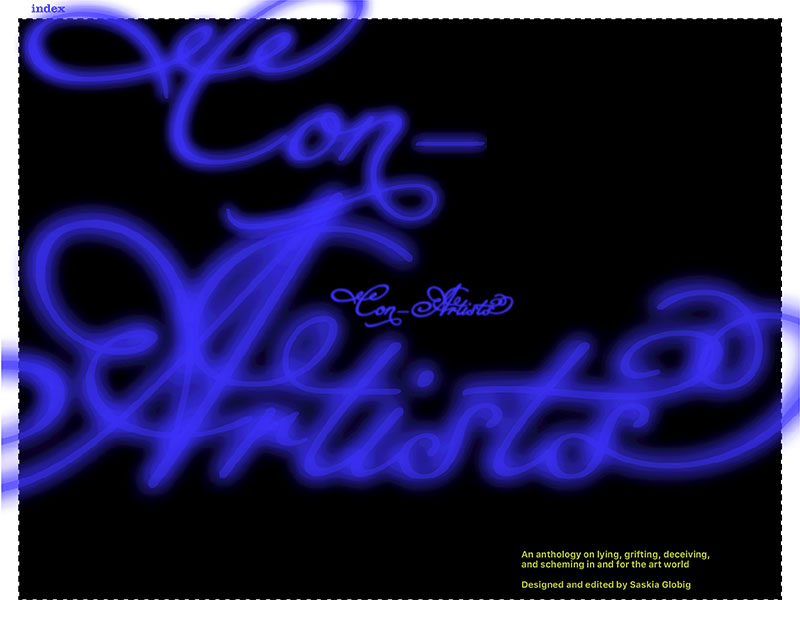 index
Con-
Artists
Con-Artists
An anthology on lying, grifting, deceiving,
and scheming in and for the art world
Designed and edited by Saskia Globig